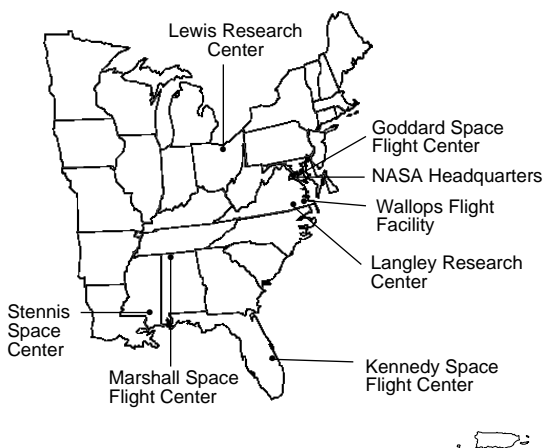 Lewis Research
Center
Goddard Space
Flight Center
NASA Headquarters
Wallops Flight
Facility
Langley Research
Center
Stennis
Space
Center
Marshall Space
Flight Center
Kennedy Space
Flight Center